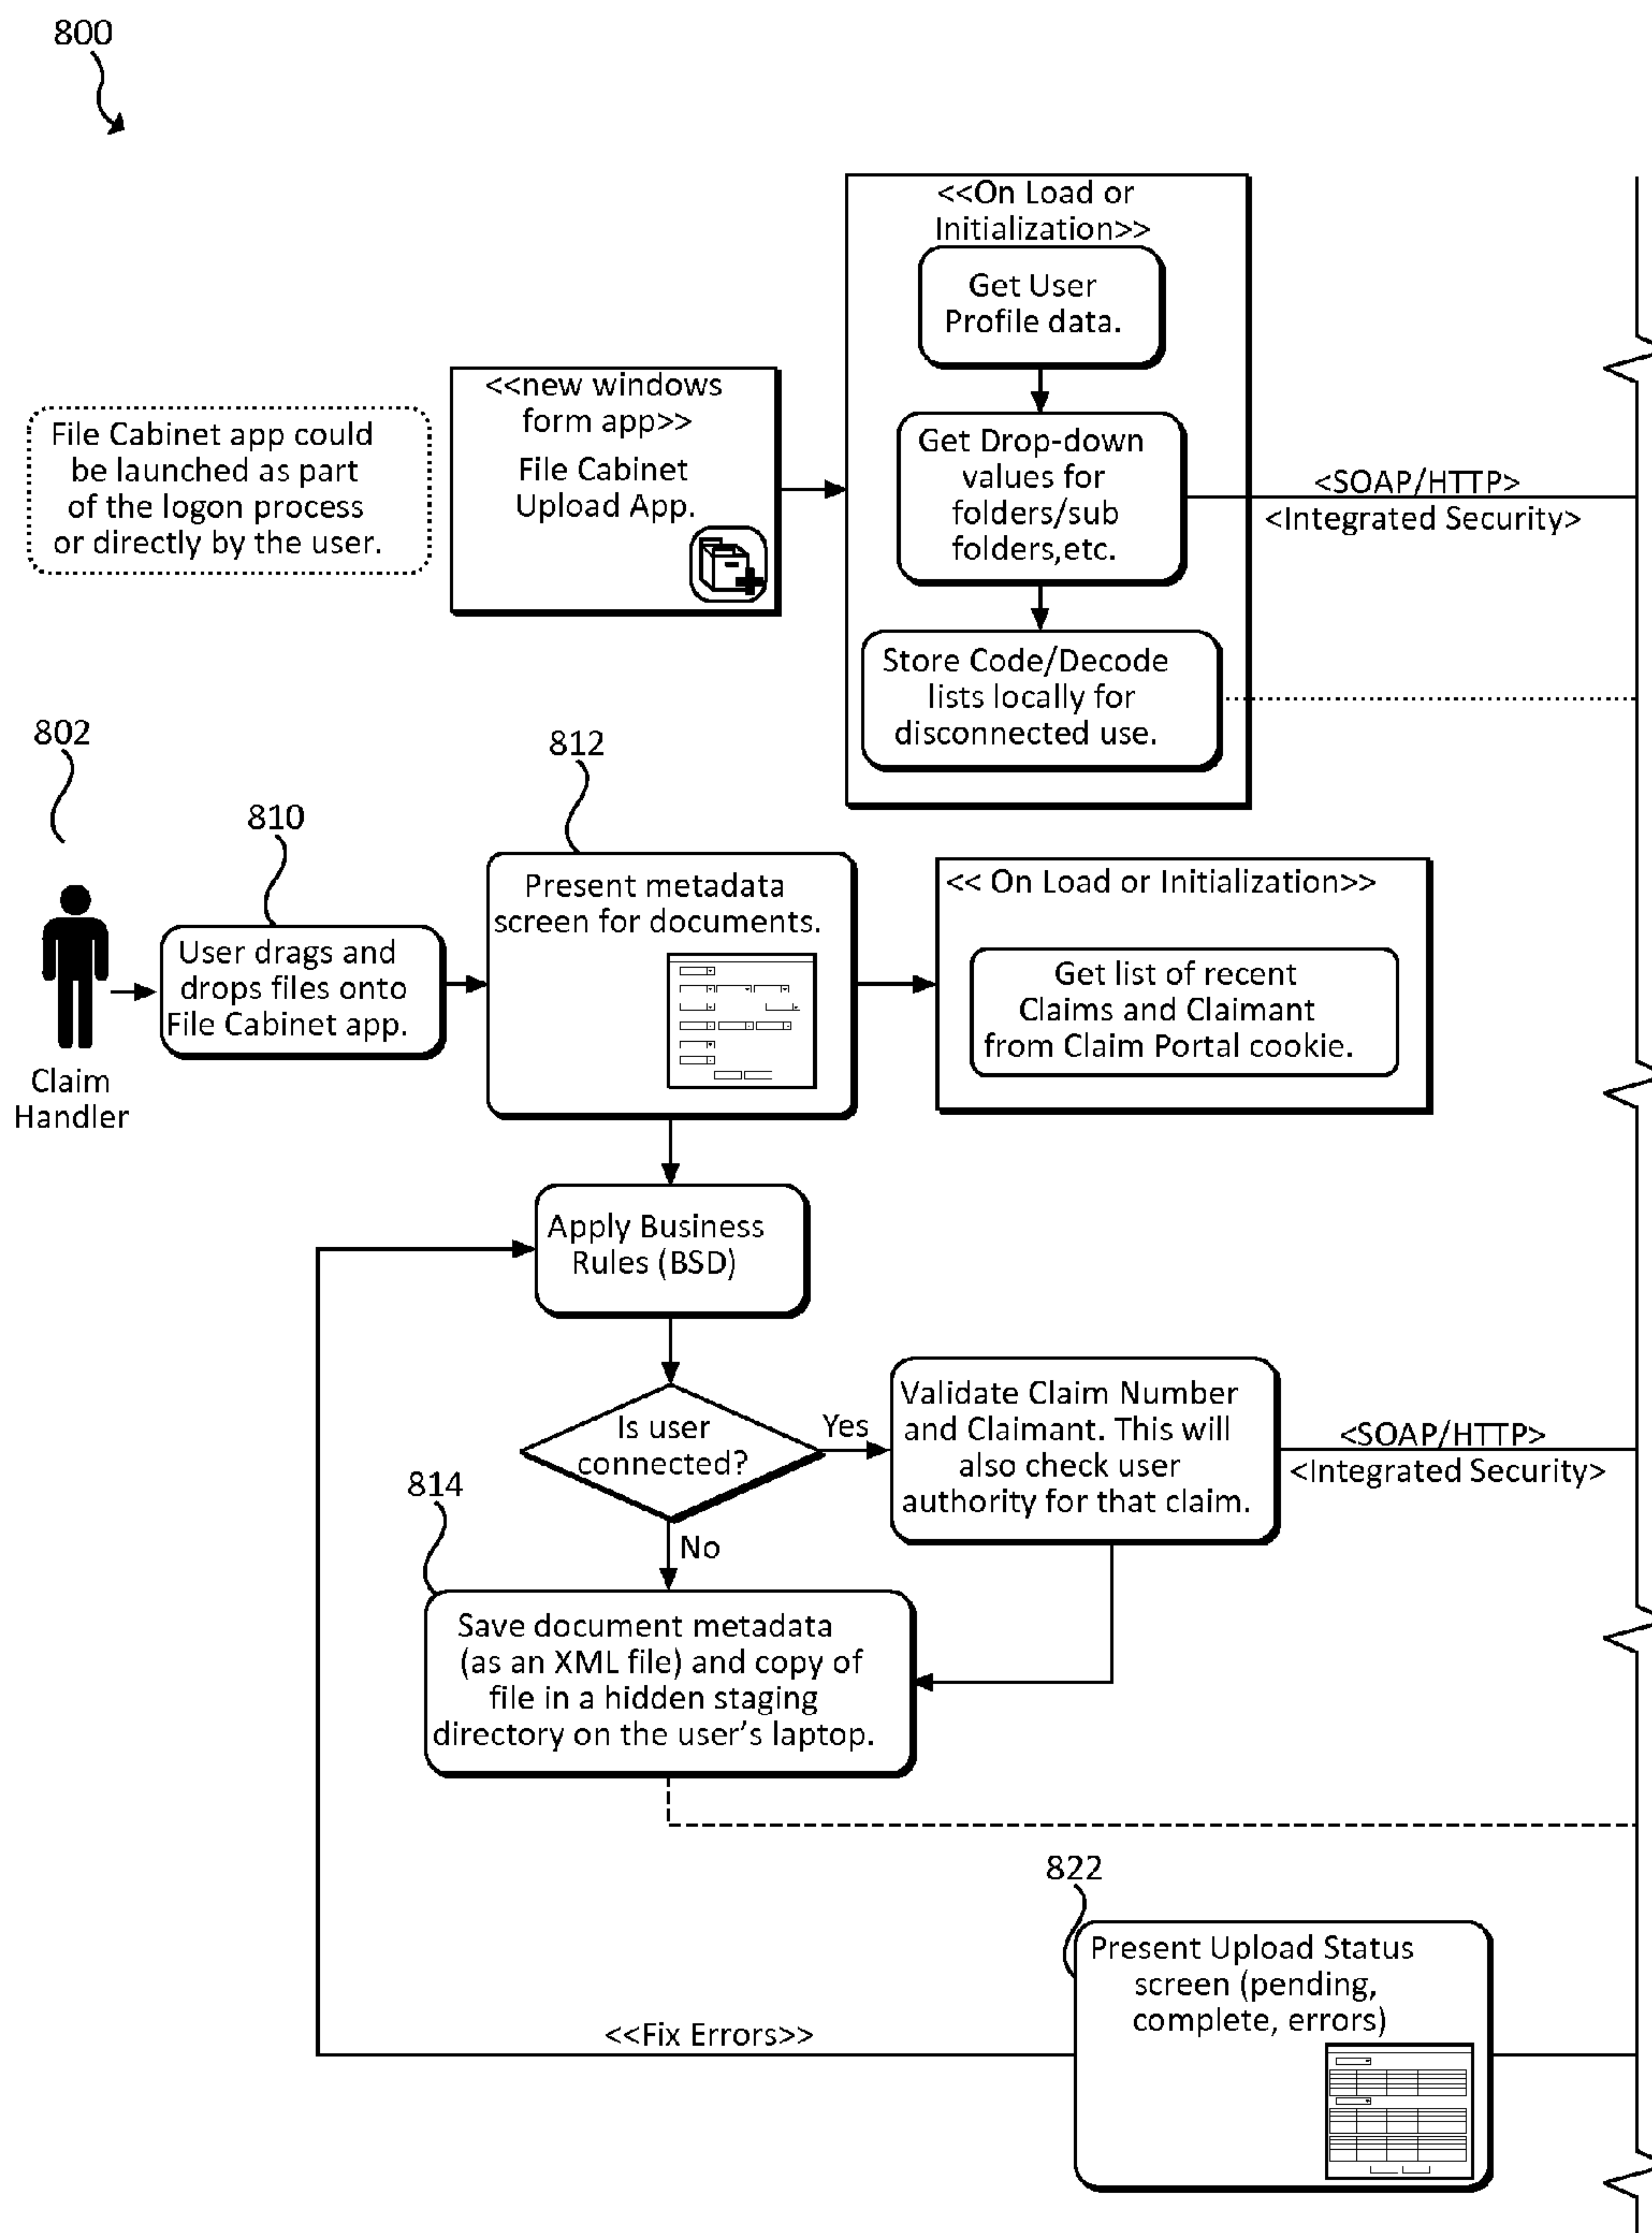 800
<<On Load or
Initialization>>
Get User
Profile data.
<<new windows
form app>>
File Cabinet
Upload App.
File Cabinet app could
be launched as part
of the logon process
or directly by the user.
Get Drop-down
values for
folders/sub
folders,etc.
<SOAP/HTTP>
<Integrated Security>
Store Code/Decode
lists locally for
disconnected use.
802
812
810
Claim
Handler
User drags and
drops files onto
File Cabinet app.
Present metadata
screen for documents.
<< On Load or Initialization>>
Get list of recent
Claims and Claimant
from Claim Portal cookie.
Apply Business
Rules (BSD)
Is user
connected?
Yes
Validate Claim Number
and Claimant. This will
also check user
authority for that claim.
<SOAP/HTTP>
<Integrated Security>
814
No
Save document metadata
(as an XML file) and copy of
file in a hidden staging
directory on the user's laptop.
822
Present Upload Status
screen (pending,
complete, errors)
<<Fix Errors>>